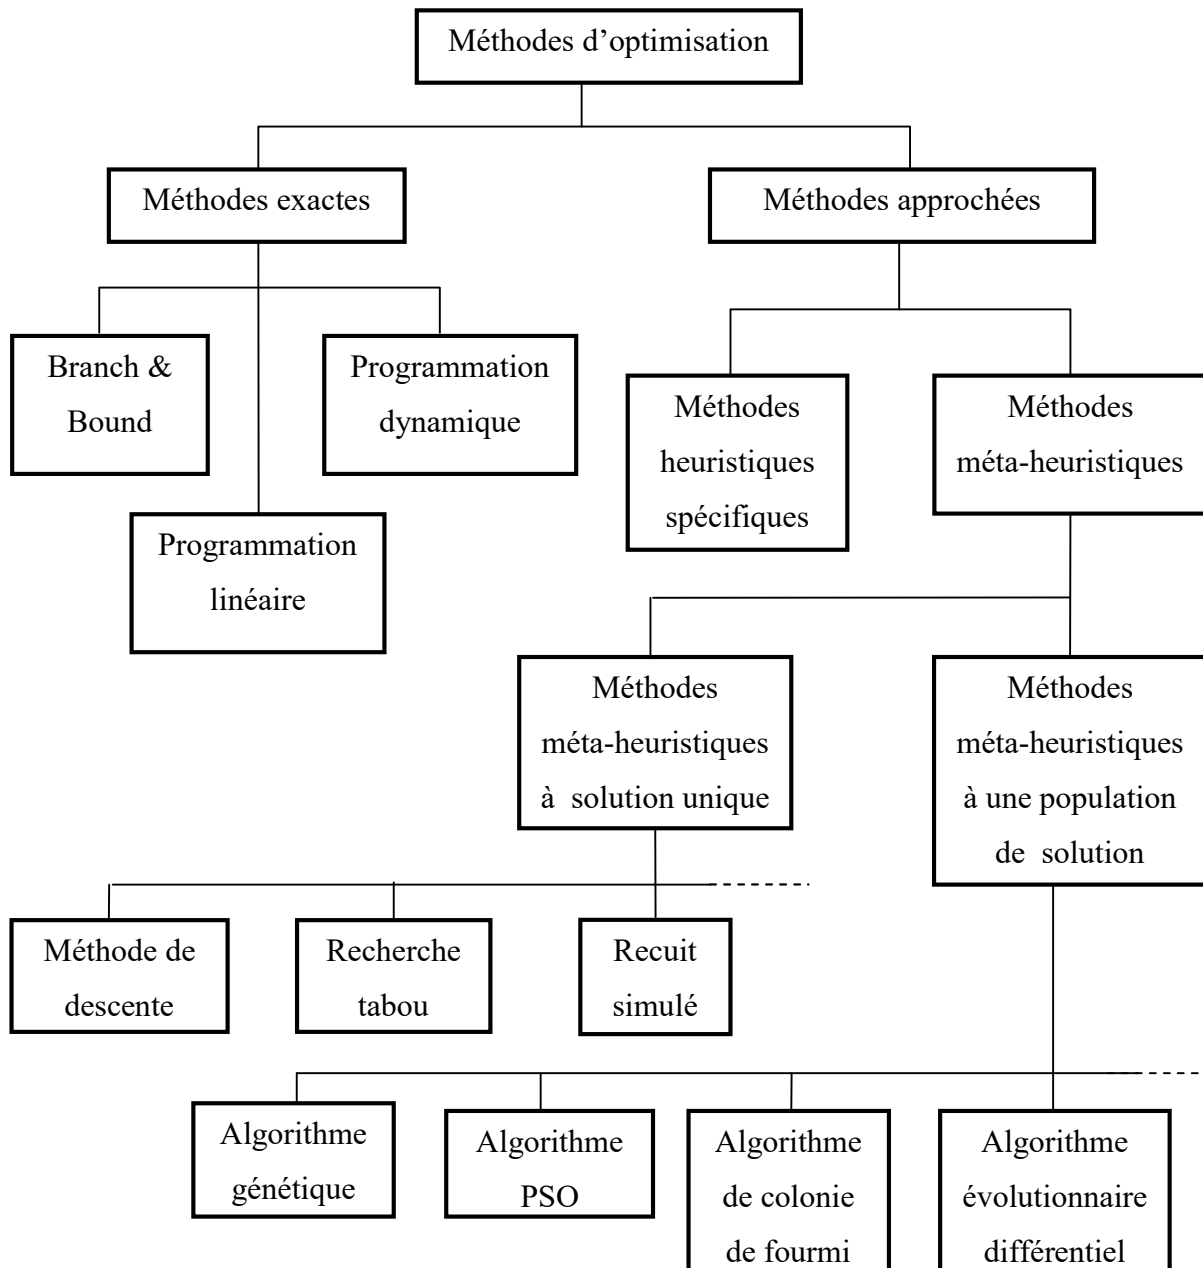 Méthodes d’optimisation
Méthodes exactes
Méthodes approchées
Branch &
Bound
Programmation
dynamique
Programmation
linéaire
Méthodes
heuristiques
spécifiques
Méthodes
méta-heuristiques
Méthodes
méta-heuristiques
à solution unique
Méthodes
méta-heuristiques
à une population
de solution
Méthode de
descente
Recherche
tabou
Recuit
simulé
Algorithme
génétique
Algorithme
PSO
Algorithme
de colonie
de fourmi
Algorithme
évolutionnaire
différentiel